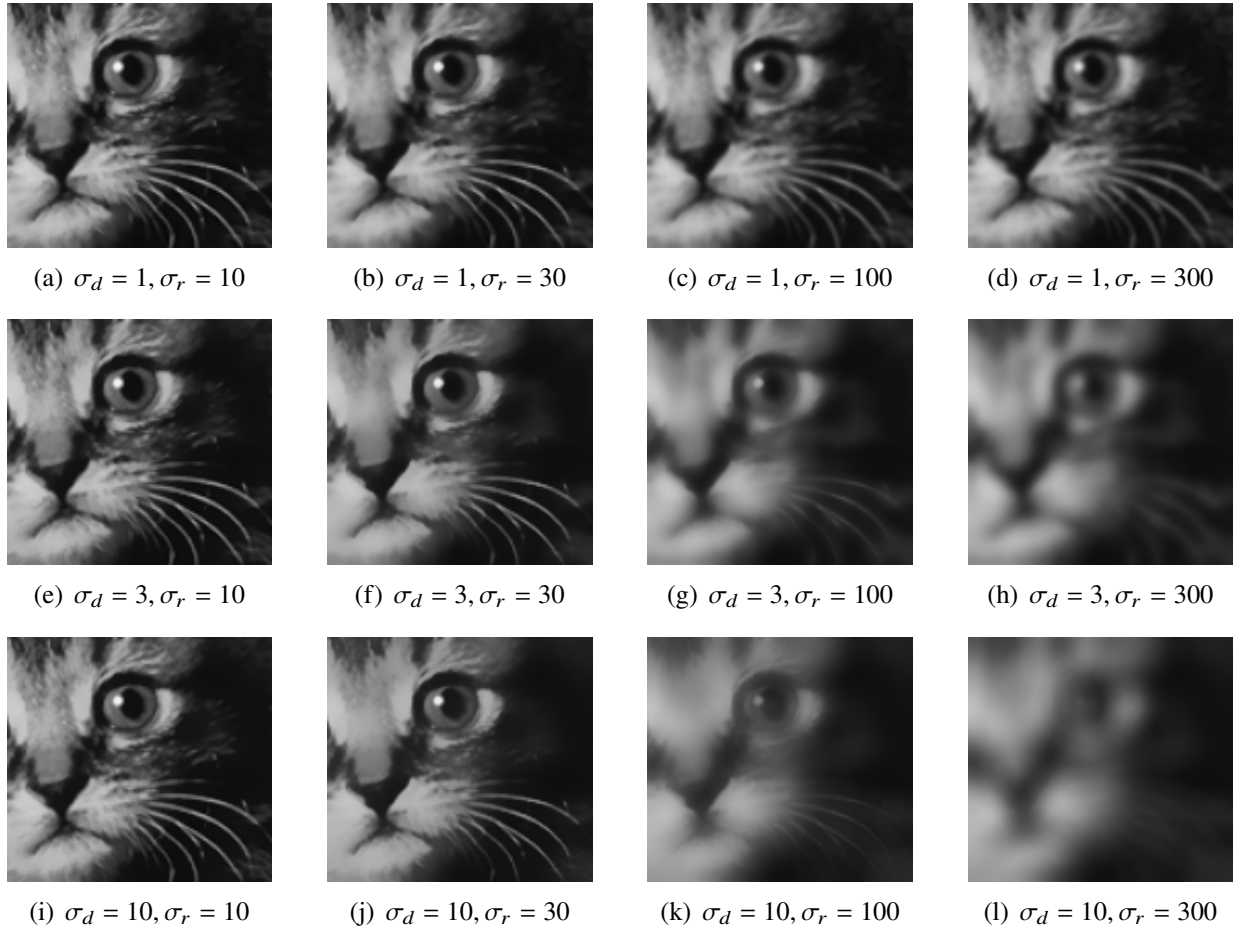 (a) σd = 1, σr = 10 (b) σd = 1, σr = 30 (c) σd = 1, σr = 100 (d) σd = 1, σr = 300
(e) σd = 3, σr = 10 (f) σd = 3, σr = 30 (g) σd = 3, σr = 100 (h) σd = 3, σr = 300
(i) σd = 10, σr = 10 (j) σd = 10, σr = 30 (k) σd = 10, σr = 100 (l) σd = 10, σr = 300